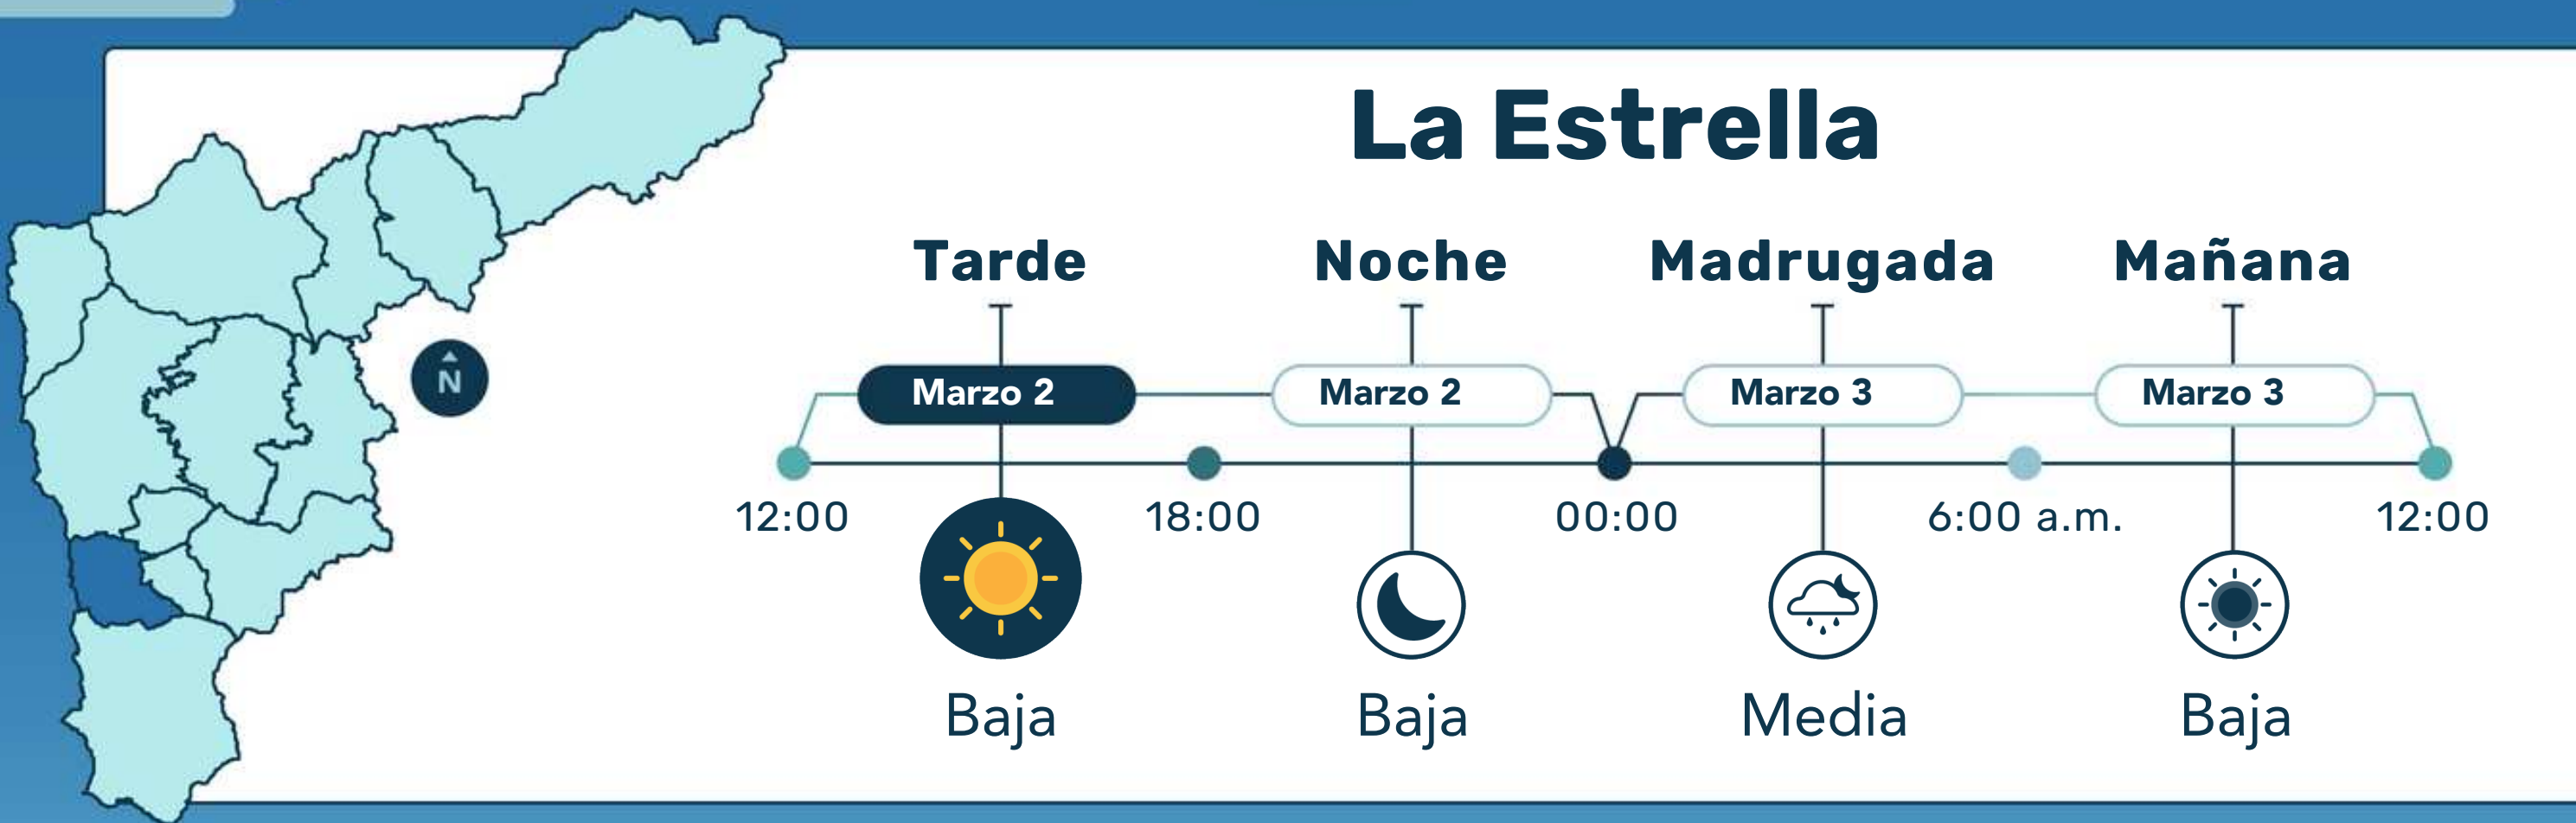 La Estrella
Tarde Noche Madrugada Mañana
Marzo 2 Marzo 2 Marzo 3 Marzo 3
N
12:00 18:00 00:00 6:00 a.m. 12:00
Baja Baja Media Baja